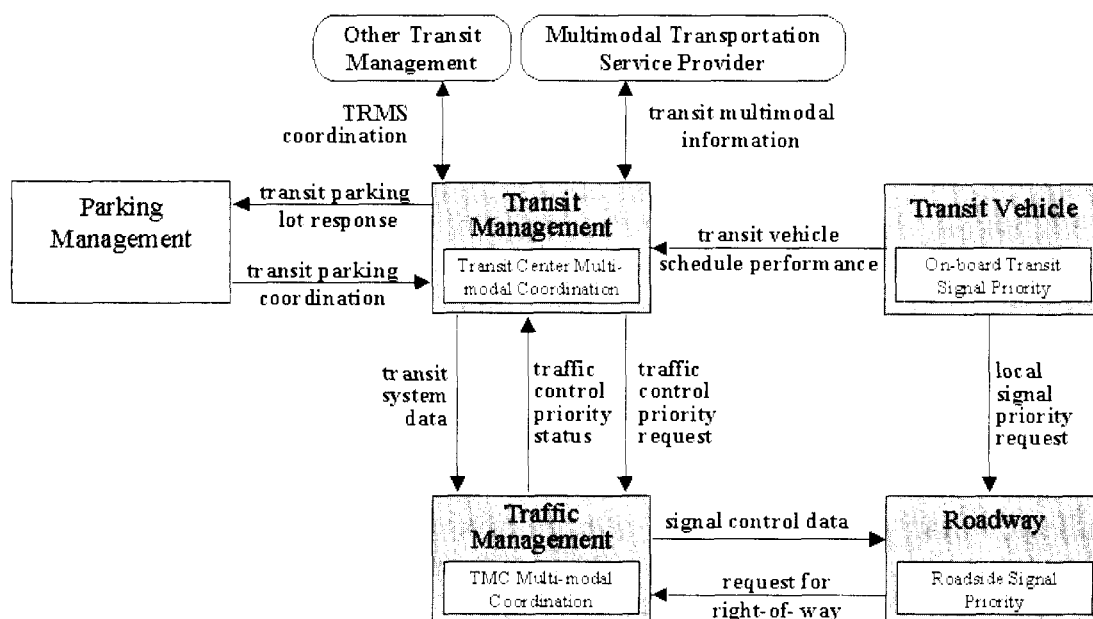 Other Transit
Management
Multimodal Transportation
Service Provider
TRMS
coordination
transit multimodal
information
Parking
Management
transit parking
lot response
transit parking
coordination
Transit
Management
Transit Center Multi-
modal Coordination
transit vehicle
schedule performance
Transit Vehicle
On-board Transit
Signal Priority
transit
system
data
traffic
control
priority
status
traffic
control
priority
request
local
signal
priority
request
Traffic
Management
TMC Multi-modal
Coordination
signal control data
request for
right-of- way
Roadway
Roadside Signal
Priority